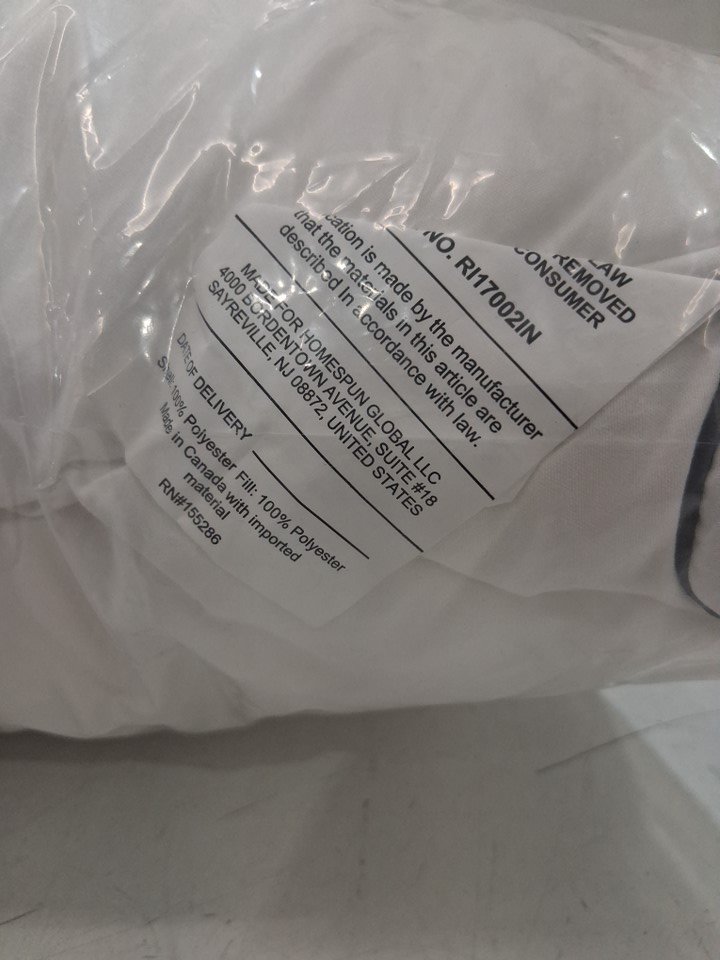 LAW
REMOVED
CONSUMER
NO. RI17002IN
cation is made by the manufacturer
that the materials in this article are
described in accordance with law.
MADE FOR HOMESPUN GLOBAL LLC
4000 BORDENTOWN AVENUE, SUITE #18
SAYREVILLE, NJ 08872, UNITED STATES
DATE OF DELIVERY
Shell: 100% Polyester Fill: 100% Polyester
Made in Canada with imported
material
RN#155286